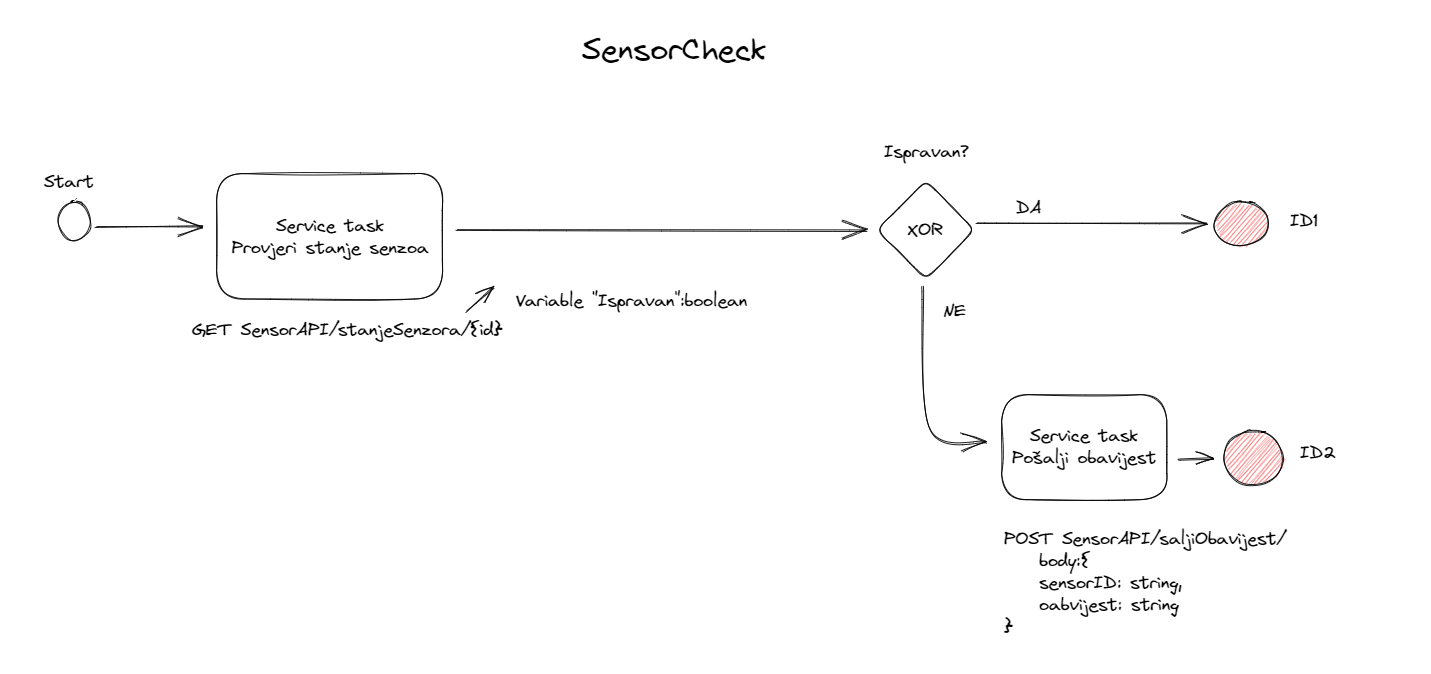 SensorCheck
Ispravan?
Start
DA
ID1
Service task
Provjeri stanje senzoa
XOR
Variable "Ispravan":boolean
GET SensorAPI/stanjeSenzora/{id}
NE
Service task
Pošalji obavijest
ID2
POST SensorAPI/saljiObavijest/
body:{
sensorID: string,
oabvijest: string
}